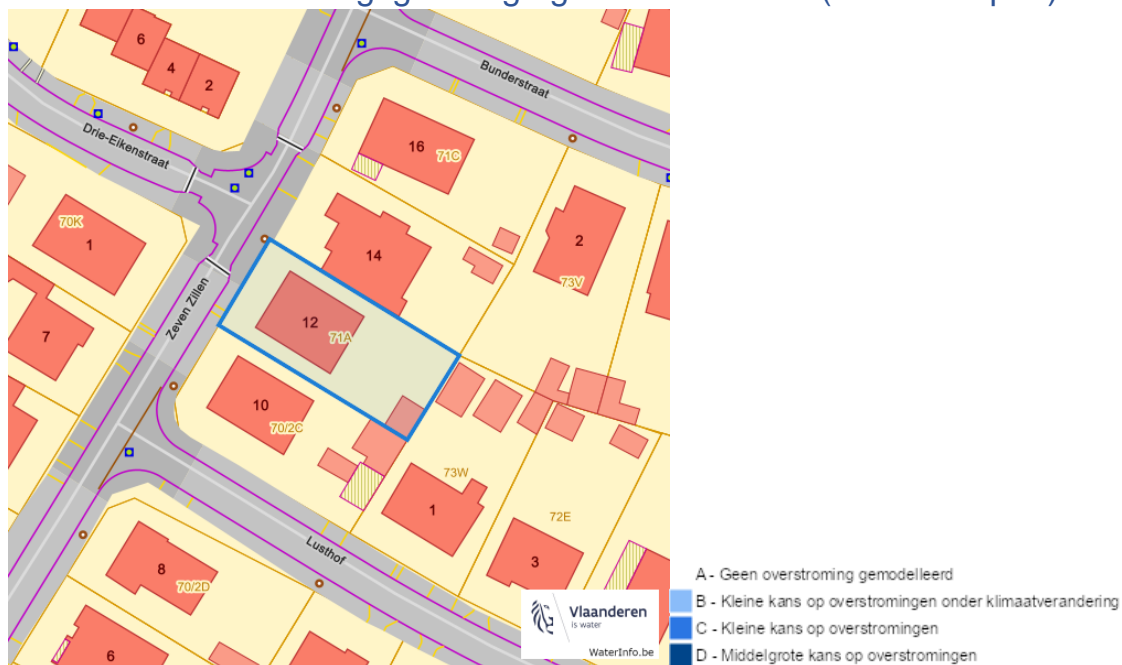 6
4
2
Bunderstraat
Drie-Eikenstraat
16
71C
70K
1
2
14
73V
7
Zeven Zillen
12
71A
10
70/2C
73W
1
72E
3
Lusthof
8
70/2D
6
Vlaanderen
is water
WaterInfo.be
A - Geen overstroming gemodelleerd
B - Kleine kans op overstromingen onder klimaatverandering
C - Kleine kans op overstromingen
D - Middelgrote kans op overstromingen